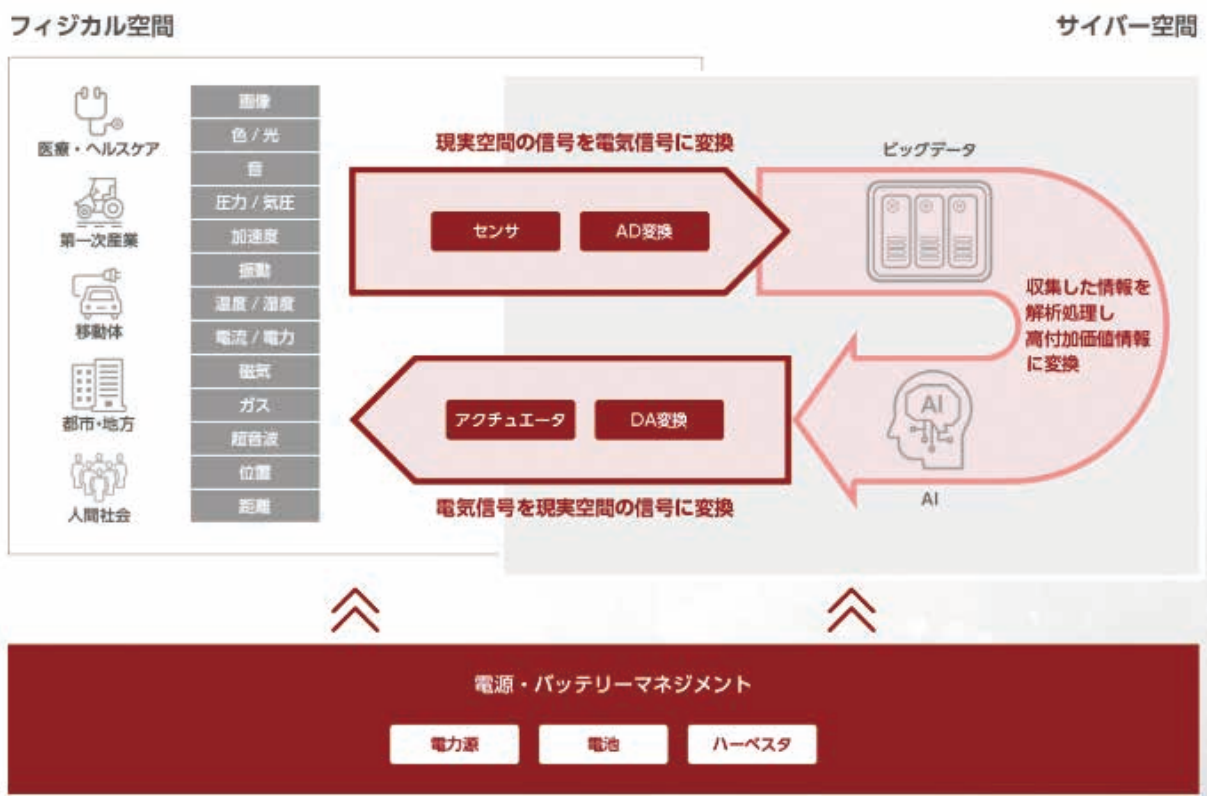 フィジカル空間
サイバー空間
医療・ヘルスケア
第一次産業
移動体
都市・地方
人間社会
画像
色 / 光
音
圧力 / 気圧
加速度
振動
温度 / 湿度
電流 / 電力
磁気
ガス
超音波
位置
距離
現実空間の信号を電気信号に変換
センサ
AD変換
ビッグデータ
収集した情報を
解析処理し
高付加価値情報
に変換
アクチュエータ
DA変換
電気信号を現実空間の信号に変換
AI
AI
電源・バッテリーマネジメント
電力源
電池
ハーベスタ